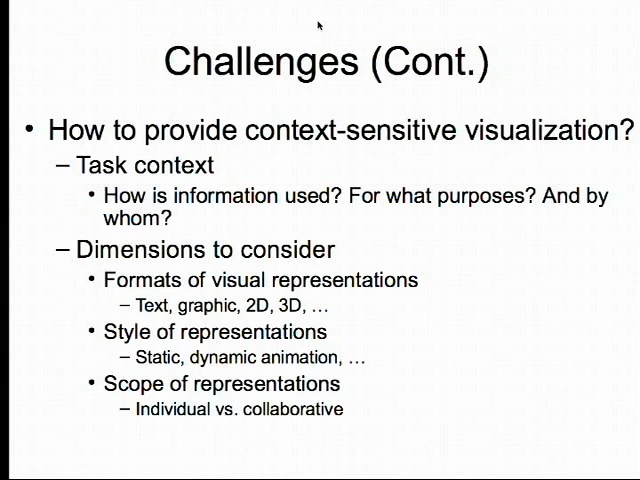 Challenges (Cont.)
• How to provide context-sensitive visualization?
– Task context
• How is information used? For what purposes? And by
whom?
– Dimensions to consider
• Formats of visual representations
– Text, graphic, 2D, 3D, …
• Style of representations
– Static, dynamic animation, …
• Scope of representations
– Individual vs. collaborative